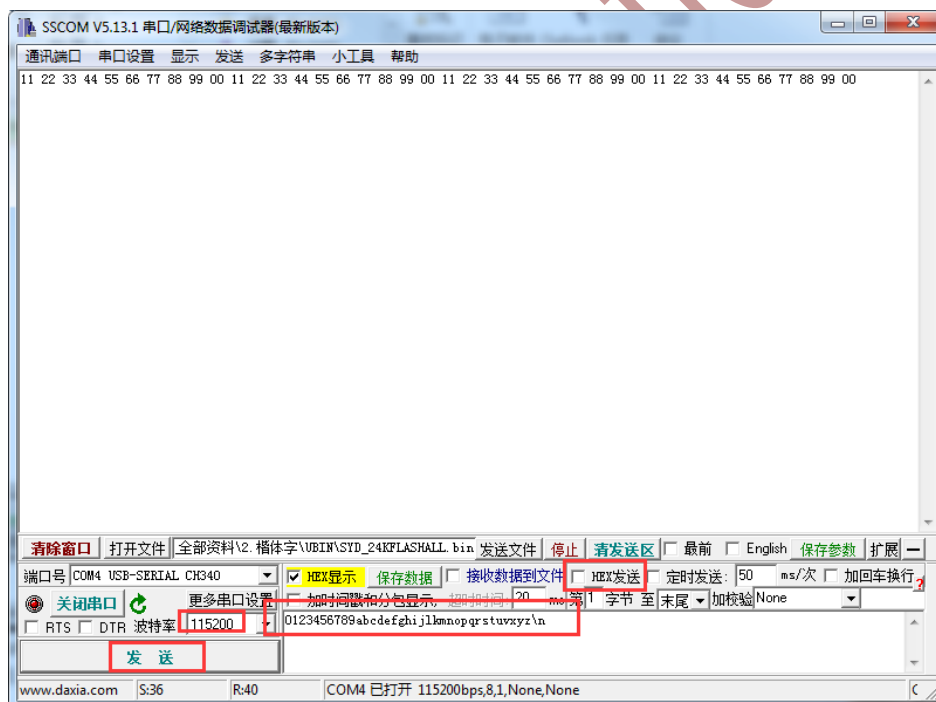 SSCOM V5.13.1 串口/网络数据调试器(最新版本)
通讯端口 串口设置 显示 发送 多字符串 小工具 帮助
11 22 33 44 55 66 77 88 99 00 11 22 33 44 55 66 77 88 99 00 11 22 33 44 55 66 77 88 99 00 11 22 33 44 55 66 77 88 99 00
清除窗口 打开文件 全部资料\2.楷体字\UBIN\SYD_24KFLASHALL.bin 发送文件 停止 清发送区 最前 English 保存参数 扩展 —
端口号 COM4 USB-SERIAL CH340 HEX显示 保存数据 接收数据到文件 HEX发送 定时发送: 50 ms/次 加回车换行
关闭串口 更多串口设置 加时间戳和分包显示, 超时时间: 20 ms 第 1 字节 至 末尾 加校验 None ?
RTS DTR 波特率 115200 0123456789abcdefghijlkmnopqrstuvxyz\n
发 送
www.daxia.com S:36 R:40 COM4 已打开 115200bps,8,1,None,None